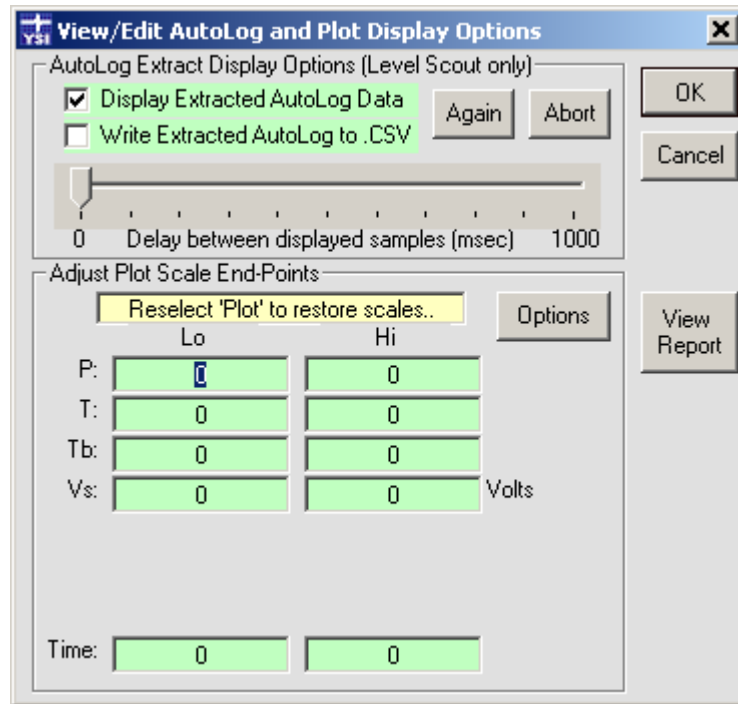 YSI View/Edit AutoLog and Plot Display Options
AutoLog Extract Display Options (Level Scout only)
Display Extracted AutoLog Data
Write Extracted AutoLog to .CSV
Again
Abort
OK
Cancel
0 Delay between displayed samples (msec) 1000
Adjust Plot Scale End-Points
Reselect 'Plot' to restore scales..
Options
View
Report
Lo Hi
P: 0 0
T: 0 0
Tb: 0 0
Vs: 0 0 Volts
Time: 0 0